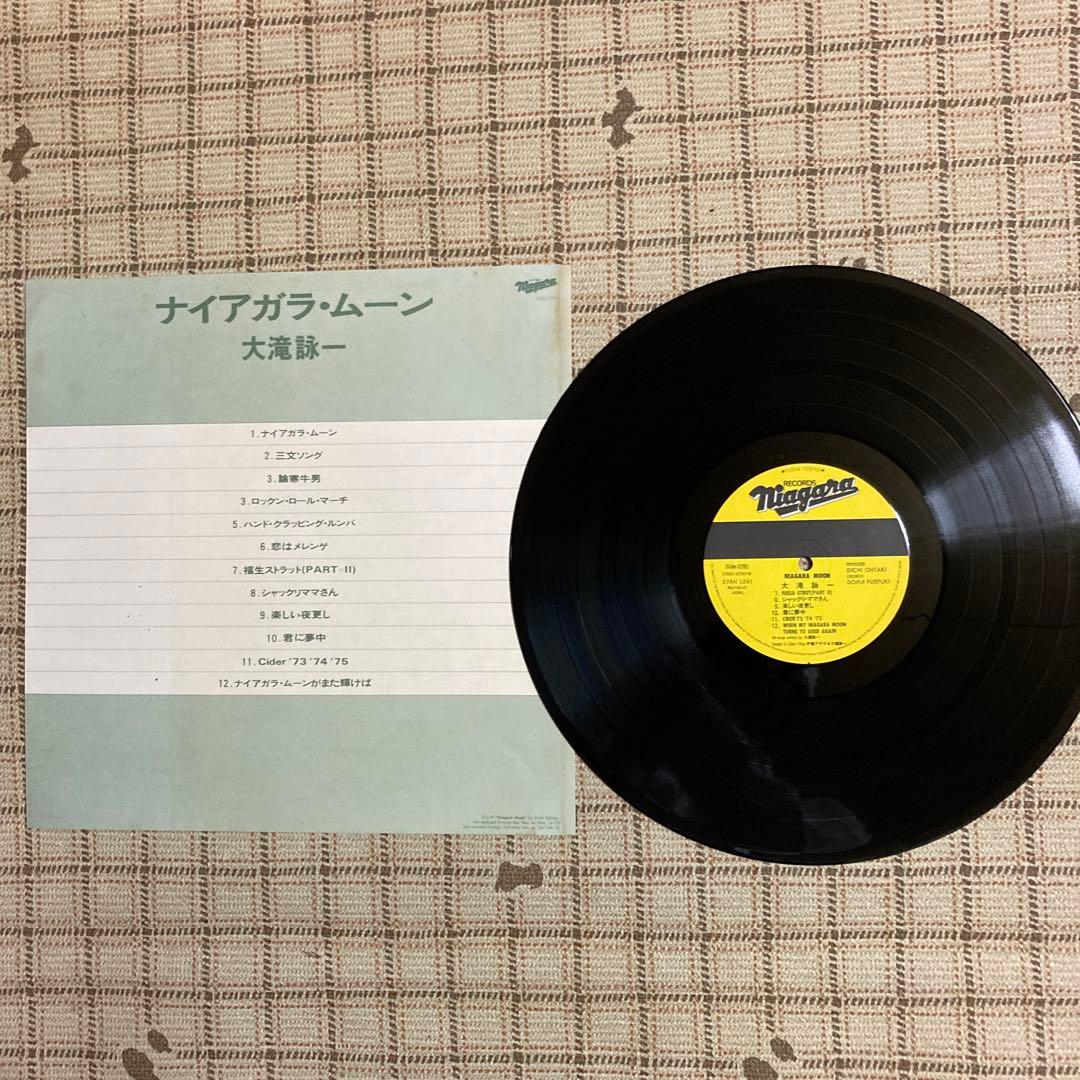 Niagara
ナイアガラ・ムーン
大滝詠一
1.ナイアガラ・ムーン
2.三文ソング
3.論寒牛男
3.ロックン・ロール・マーチ
5.ハンド・クラッピング・ルンバ
6.恋はメレンゲ
7.福生ストラット(PART II)
8.シャックリママさん
9.楽しい夜更し
10.君に夢中
11.Cider '73 '74 '75
12.ナイアガラ・ムーンがまた輝けば
FUSSA TOKYO
RECORDS
Niagara
Side-2(B)
27AH 1241
NIAGARA MOON
大滝詠一
7. FUSSA STRUT(PART II)
8. シャックリ・ママさん
9. 楽しい夜更し
10. 君に夢中
11. CIDER '73 '74 '75
12. WHEN MY NIAGARA MOON
TURNS TO GOLD AGAIN
PRODUCER
EIICHI OHTAKI
ENGINEER
DONJI FUEFUKI